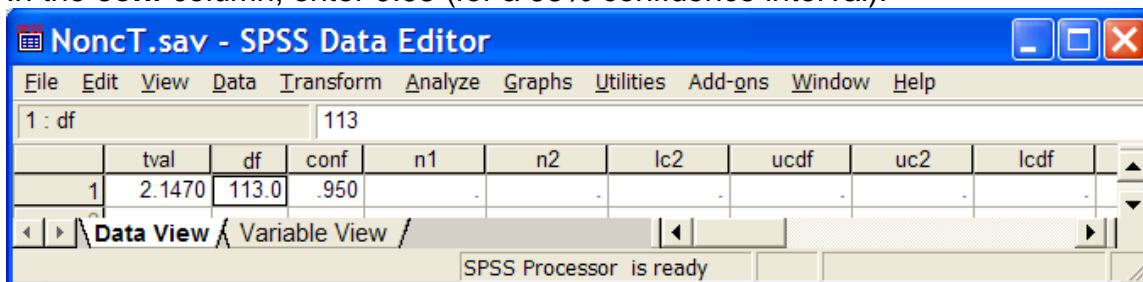 NoncT.sav - SPSS Data Editor
File Edit View Data Transform Analyze Graphs Utilities Add-ons Window Help
1 : df 113
tval df conf n1 n2 lc2 ucdf uc2 lcdf
1 2.1470 113.0 .950 . . . . . .
Data View Variable View
SPSS Processor is ready